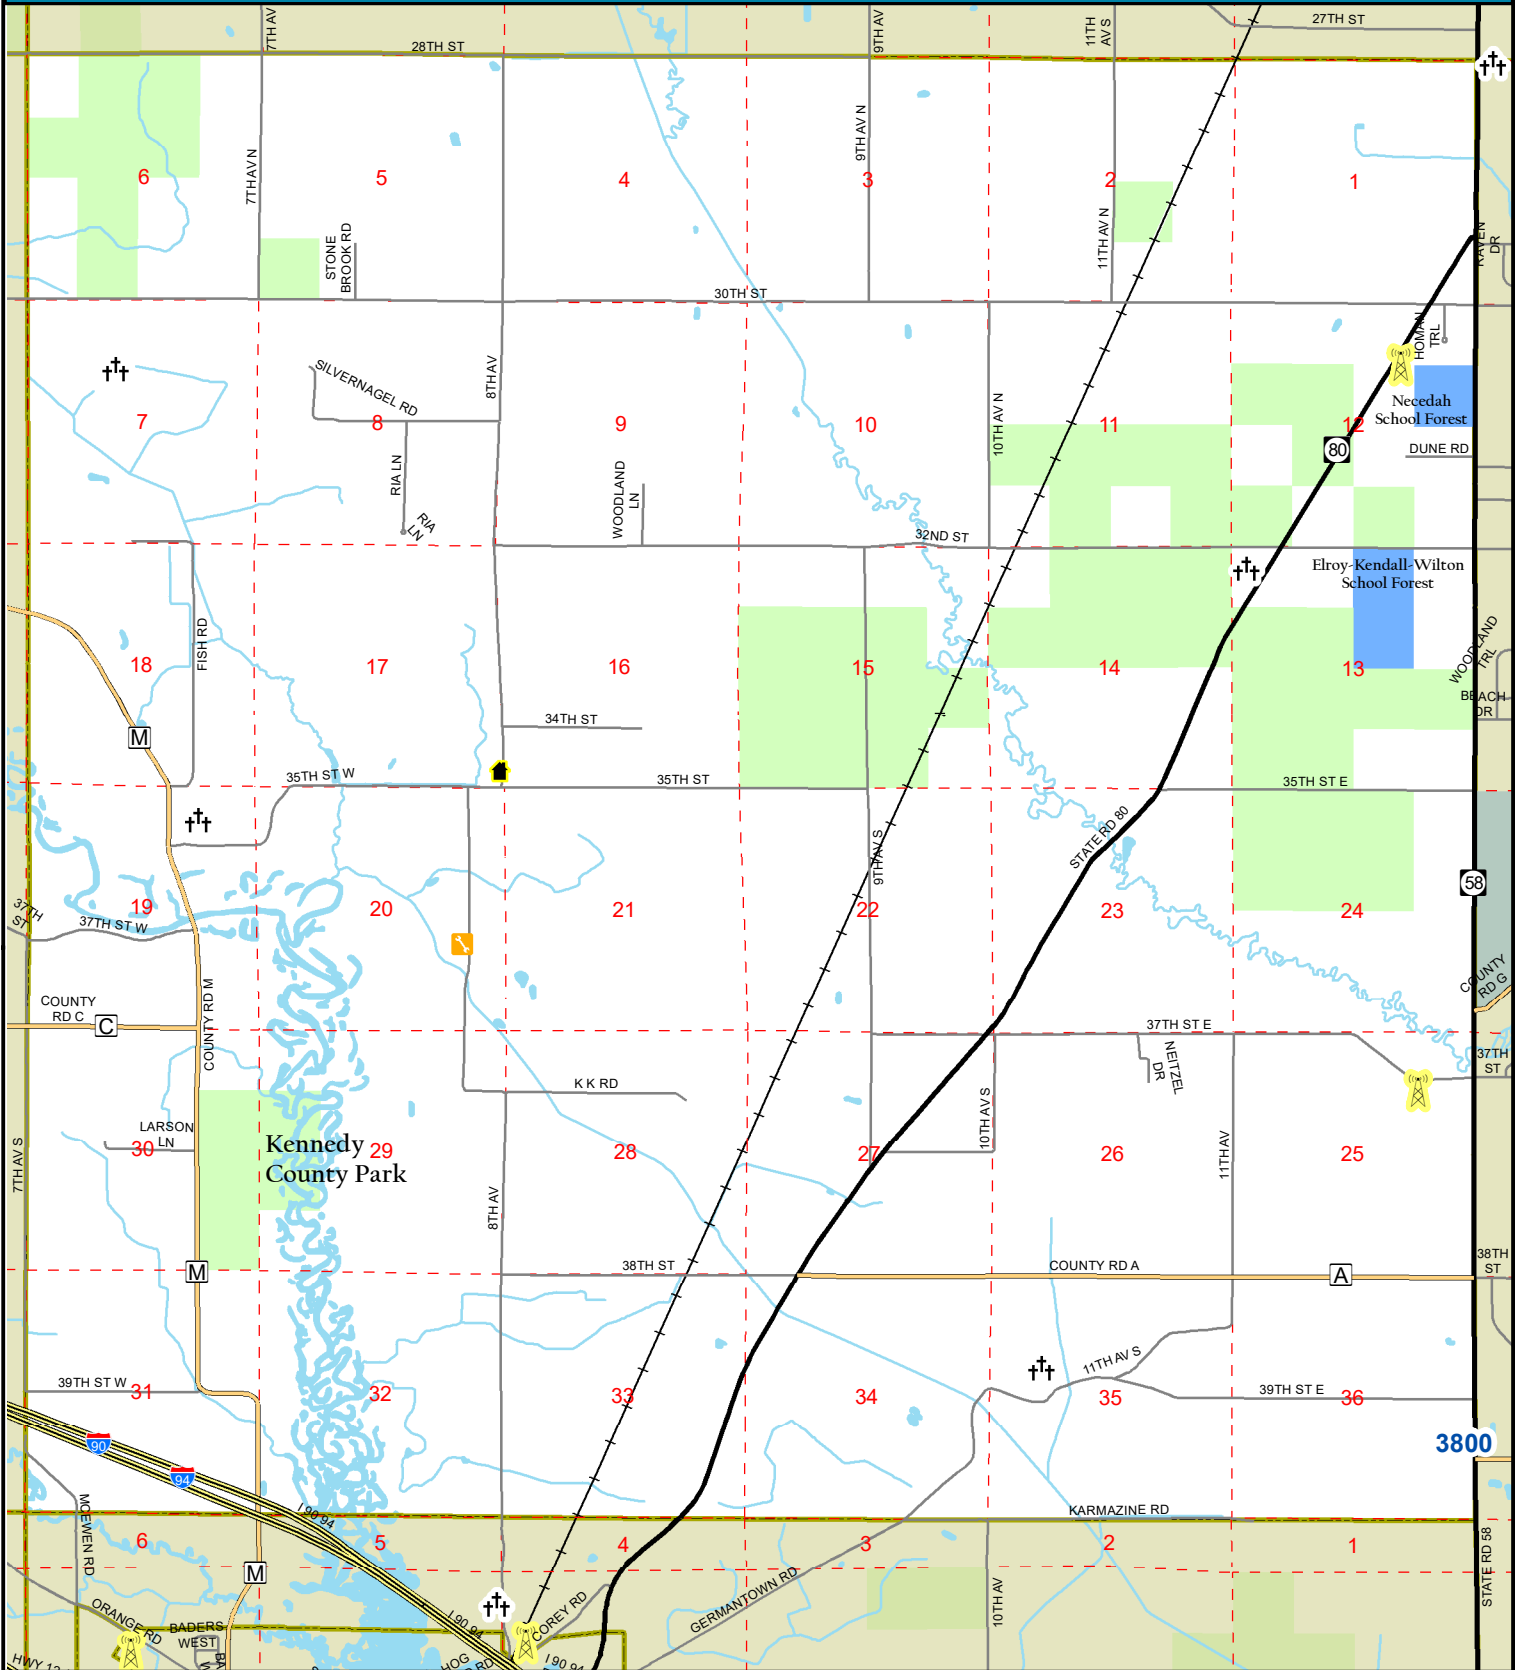 7TH AV
9TH AV
11TH
AV S
27TH ST
28TH ST
7TH AV N
9TH AV N
6
5
4
3
2
1
STONE
BROOK RD
11TH AV N
RAVEN
DR
30TH ST
HOMAN
TRL
SILVERNAGEL RD
8TH AV
10TH AV N
Necedah
School Forest
7
8
9
10
11
12
80
DUNE RD
RIA LN
RIA
LN
WOODLAND
LN
32ND ST
Elroy-Kendall-Wilton
School Forest
FISH RD
18
17
16
15
14
13
WOODLAND
TRL
BEACH
DR
34TH ST
M
35TH ST W
35TH ST
35TH ST E
STATE RD 80
9TH AV S
58
37TH
ST
37TH ST W
19
20
21
22
23
24
COUNTY
RD G
COUNTY
RD C
C
COUNTY RD M
37TH ST E
NEITZEL
DR
37TH
ST
K K RD
10TH AV S
11TH AV
LARSON
LN
7TH AV S
30
Kennedy
County Park
29
28
27
26
25
8TH AV
38TH ST
COUNTY RD A
A
38TH
ST
M
39TH ST W
31
32
33
34
35
36
11TH AV S
39TH ST E
90
94
3800
I 90 94
KARMAZINE RD
MCEWEN RD
6
5
4
3
2
1
M
STATE RD 58
ORANGE RD
BADERS
WEST
I 90 94
COREY RD
GERMANTOWN RD
10TH AV
HOG
RD
I 90 94